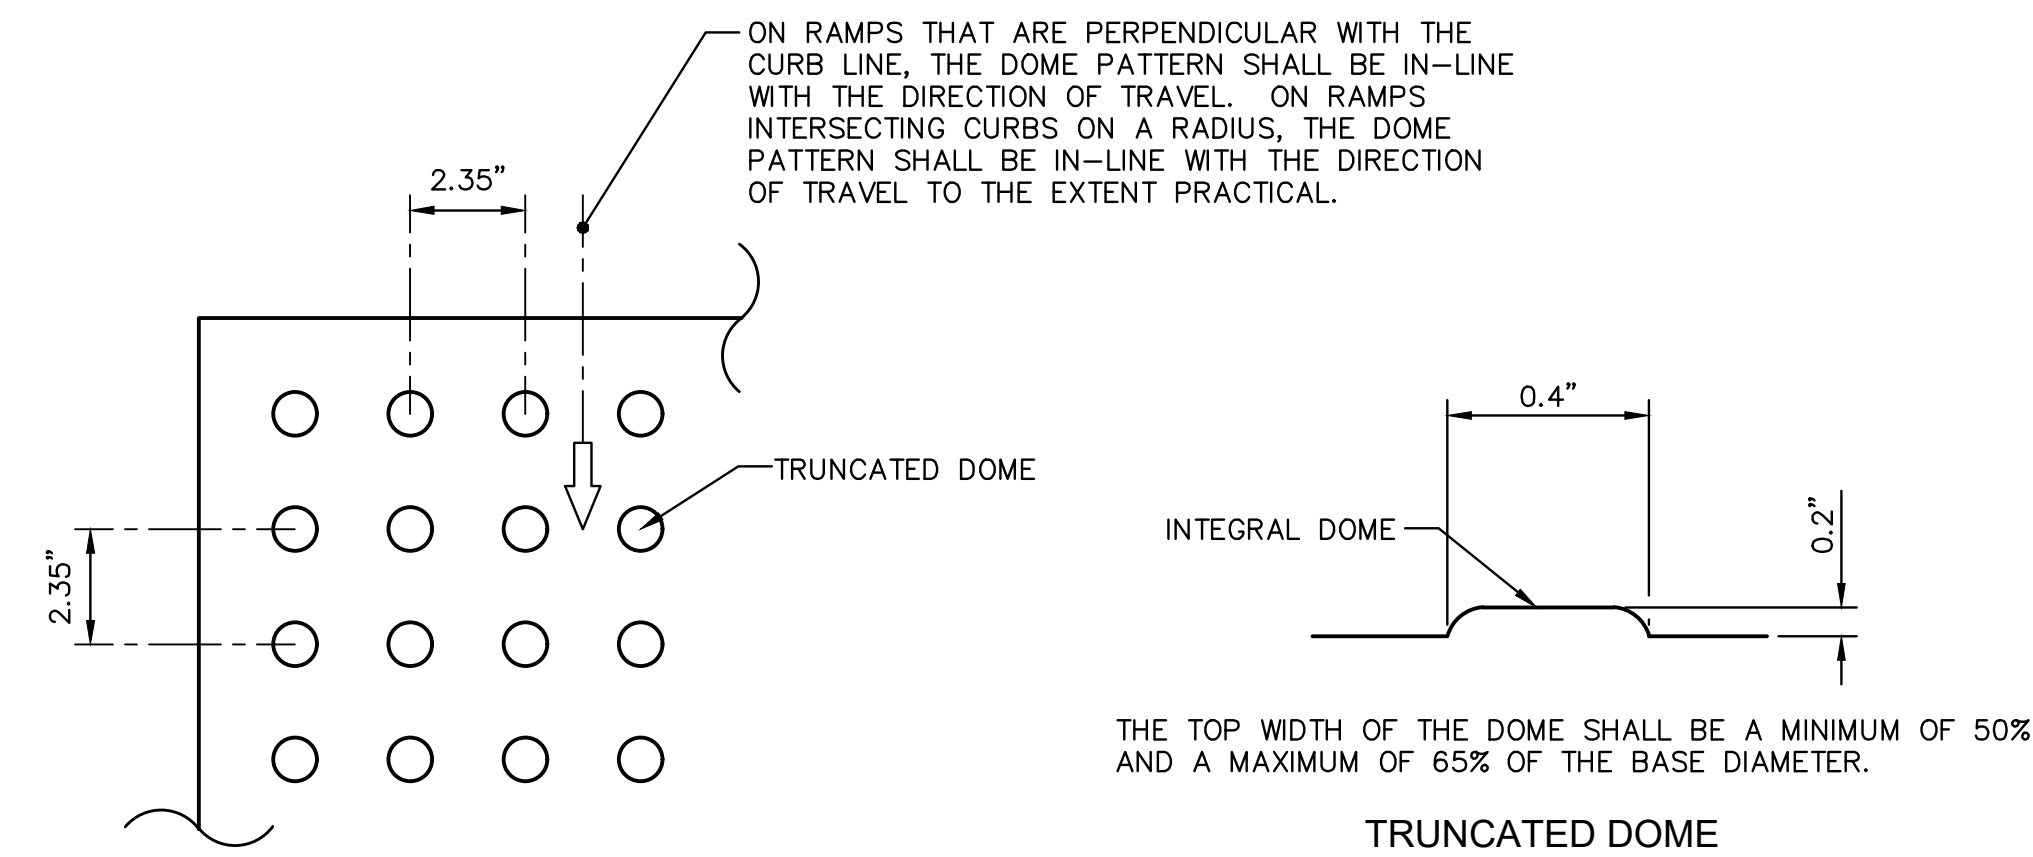 ON RAMPS THAT ARE PERPENDICULAR WITH THE
CURB LINE, THE DOME PATTERN SHALL BE IN-LINE
WITH THE DIRECTION OF TRAVEL. ON RAMPS
INTERSECTING CURBS ON A RADIUS, THE DOME
PATTERN SHALL BE IN-LINE WITH THE DIRECTION
OF TRAVEL TO THE EXTENT PRACTICAL.
2.35”
TRUNCATED DOME
2.35”
0.4”
INTEGRAL DOME
0.2”
THE TOP WIDTH OF THE DOME SHALL BE A MINIMUM OF 50%
AND A MAXIMUM OF 65% OF THE BASE DIAMETER.
TRUNCATED DOME